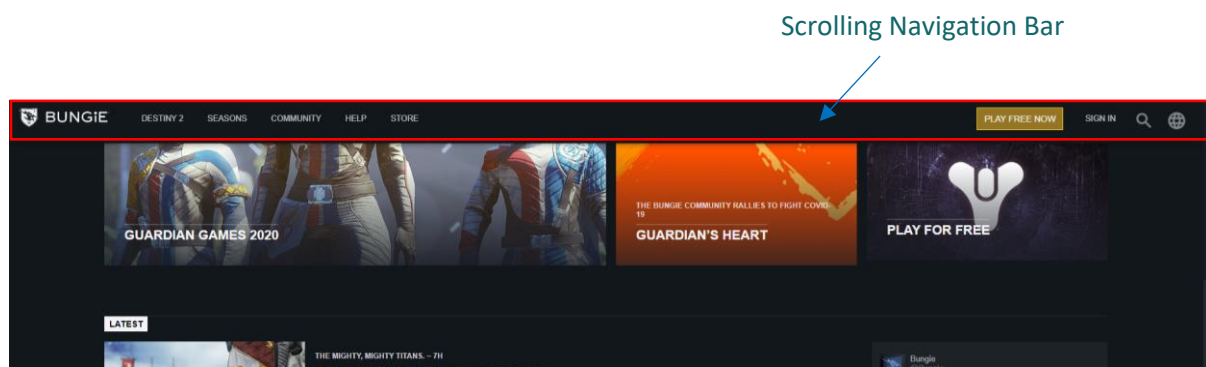 Scrolling Navigation Bar
BUNGiE DESTINY 2 SEASONS COMMUNITY HELP STORE PLAY FREE NOW SIGN IN
THE BUNGIE COMMUNITY RALLIES TO FIGHT COVID-
19
GUARDIAN GAMES 2020 GUARDIAN'S HEART PLAY FOR FREE
LATEST
THE MIGHTY, MIGHTY TITANS. – 7H
Bungie